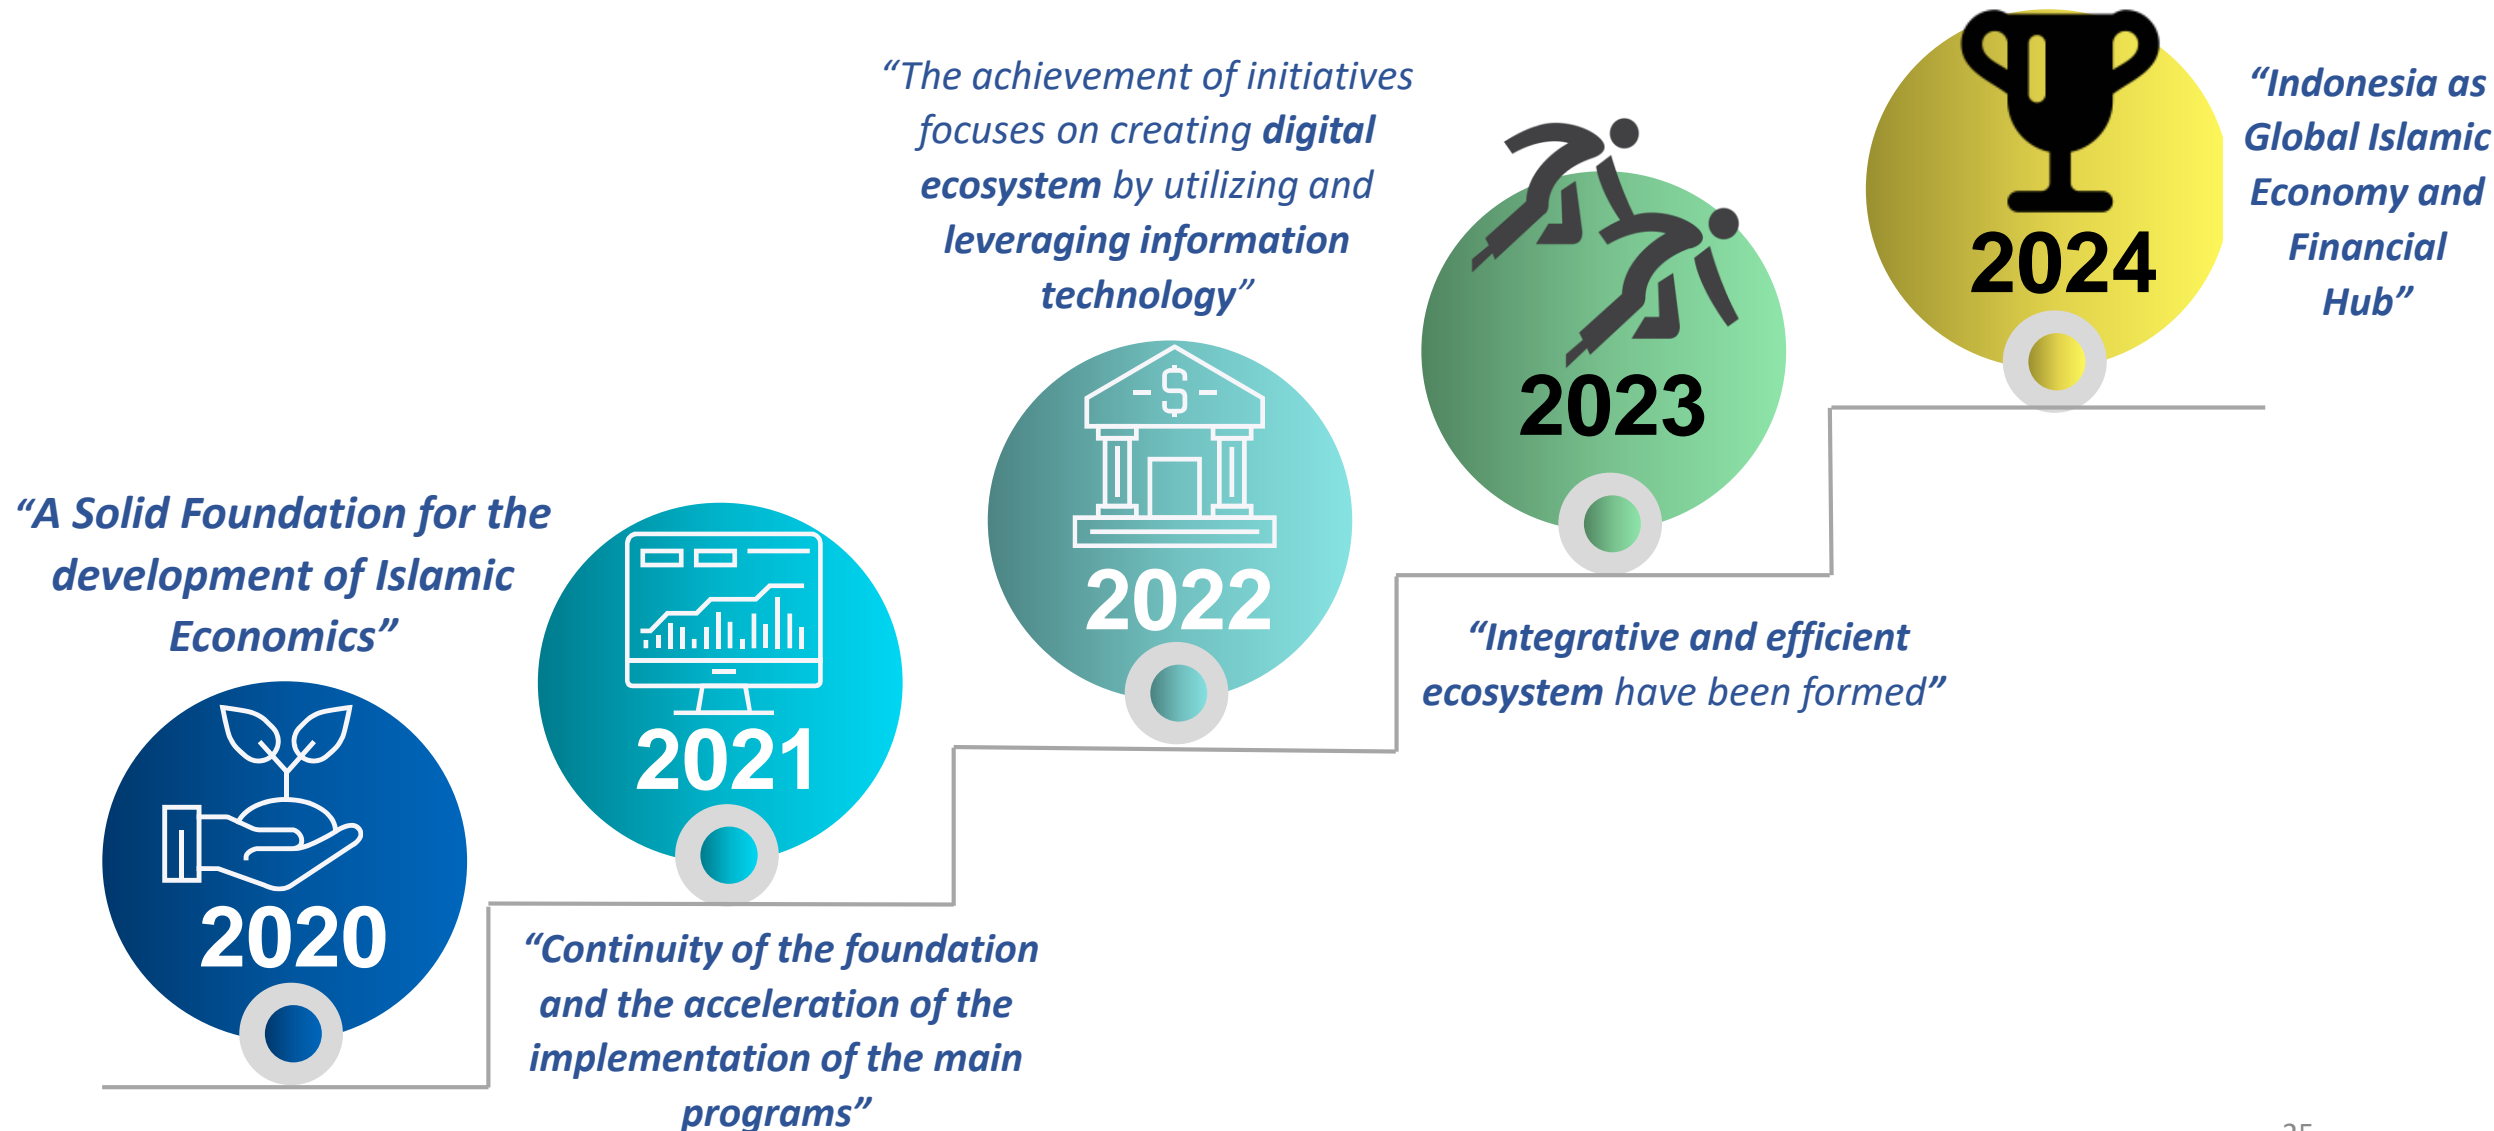 “A Solid Foundation for the
development of Islamic
Economics”
2020
2021
“Continuity of the foundation
and the acceleration of the
implementation of the main
programs”
“The achievement of initiatives
focuses on creating digital
ecosystem by utilizing and
leveraging information
technology”
$
2022
2023
“Integrative and efficient
ecosystem have been formed”
2024
“Indonesia as
Global Islamic
Economy and
Financial
Hub”